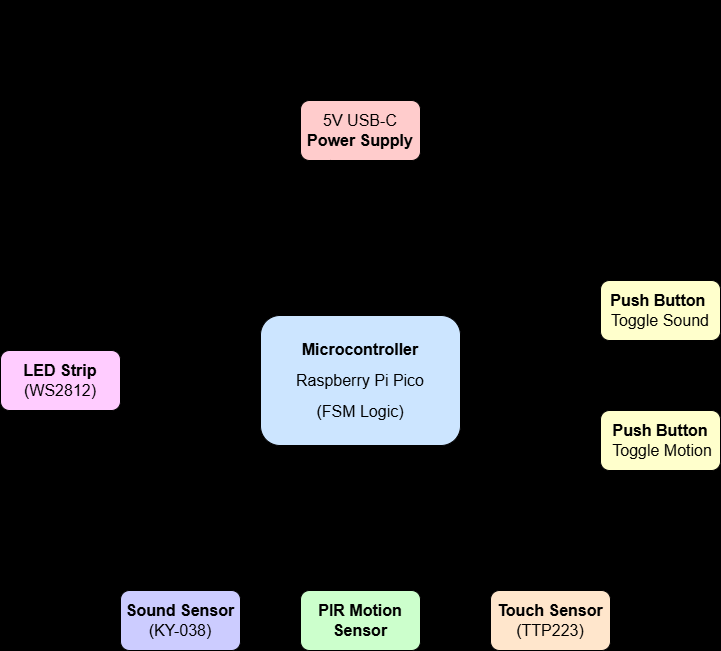 5V USB-C
Power Supply
Push Button
Toggle Sound
Microcontroller
Raspberry Pi Pico
(FSM Logic)
LED Strip
(WS2812)
Push Button
Toggle Motion
Sound Sensor
(KY-038)
PIR Motion
Sensor
Touch Sensor
(TTP223)